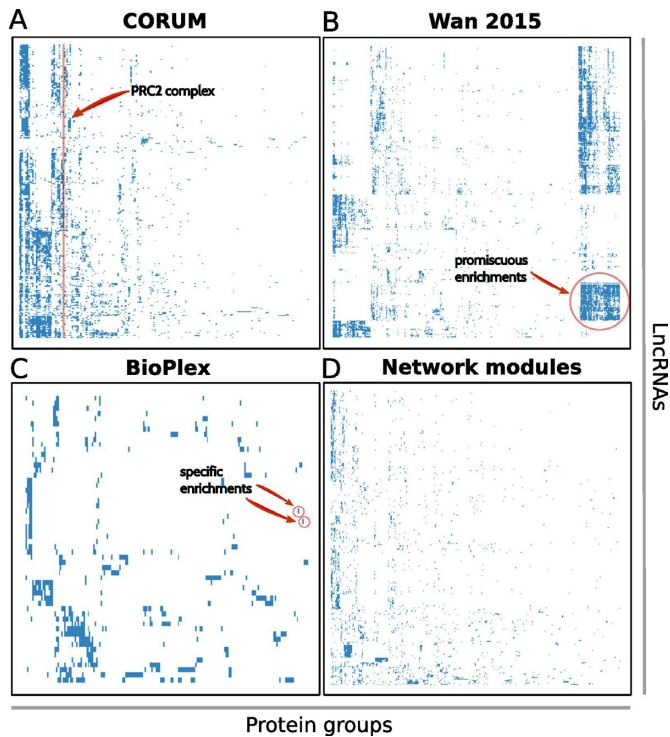 A
CORUM
PRC2 complex
B
Wan 2015
promiscuous
enrichments
C
BioPlex
specific
enrichments
D
Network modules
LncRNAs
Protein groups